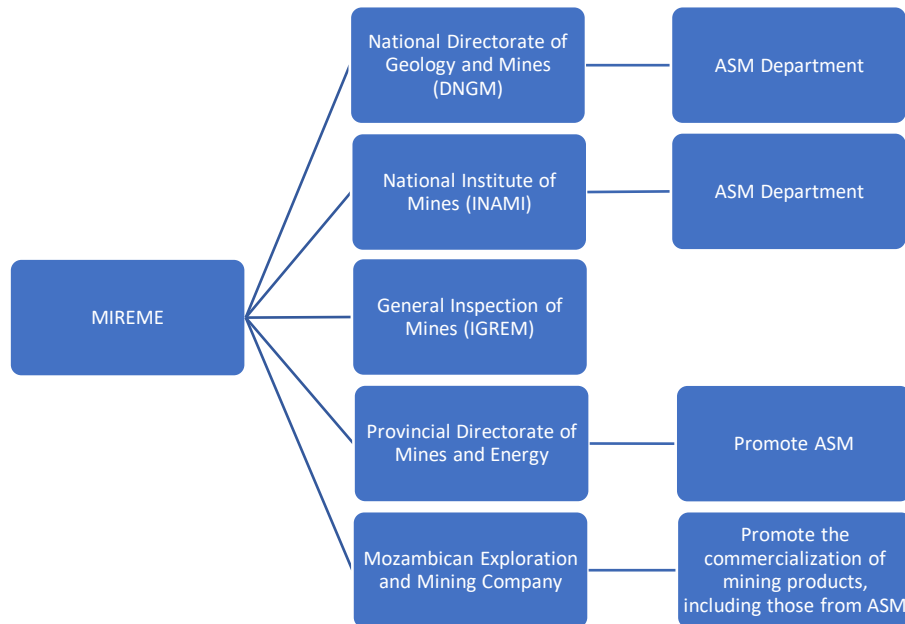 National Directorate of
Geology and Mines
(DNGM)
ASM Department
National Institute of
Mines (INAMI)
ASM Department
MIREME
General Inspection of
Mines (IGREM)
Provincial Directorate of
Mines and Energy
Promote ASM
Mozambican Exploration
and Mining Company
Promote the
commercialization of
mining products,
including those from ASM